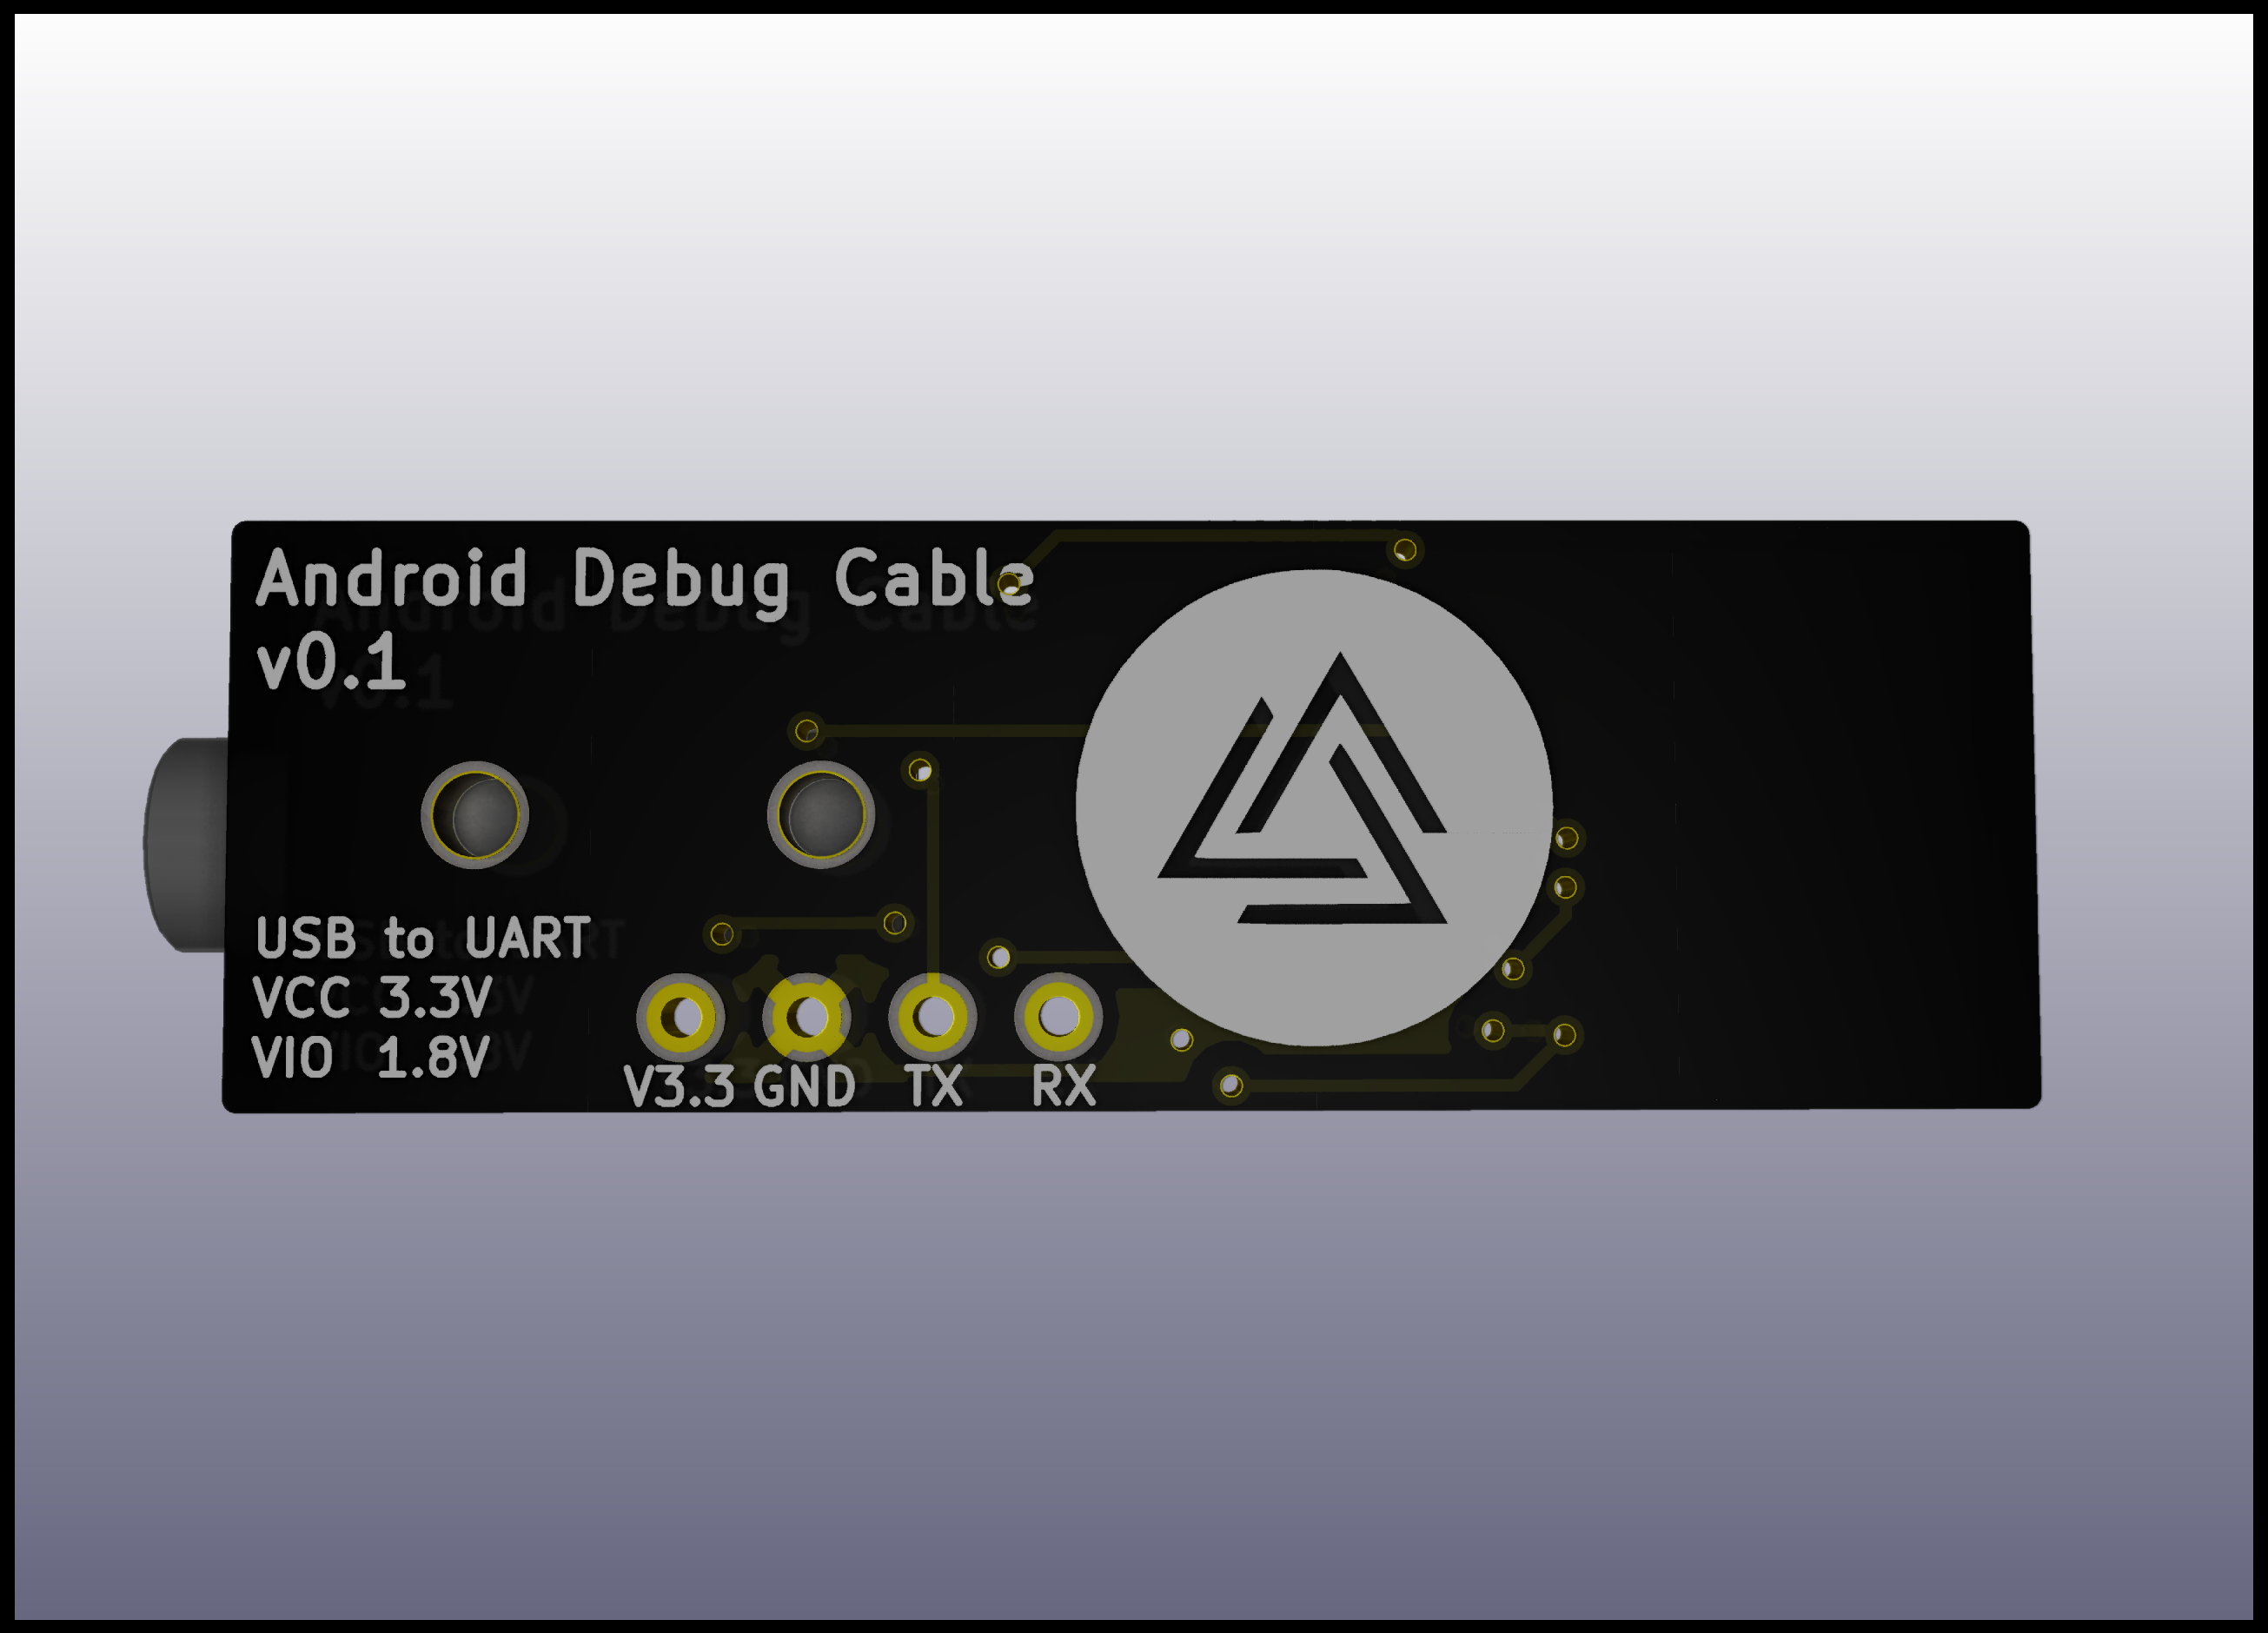 Android Debug Cable
v0.1
USB to UART
VCC 3.3V
VIO 1.8V
V3.3 GND TX RX